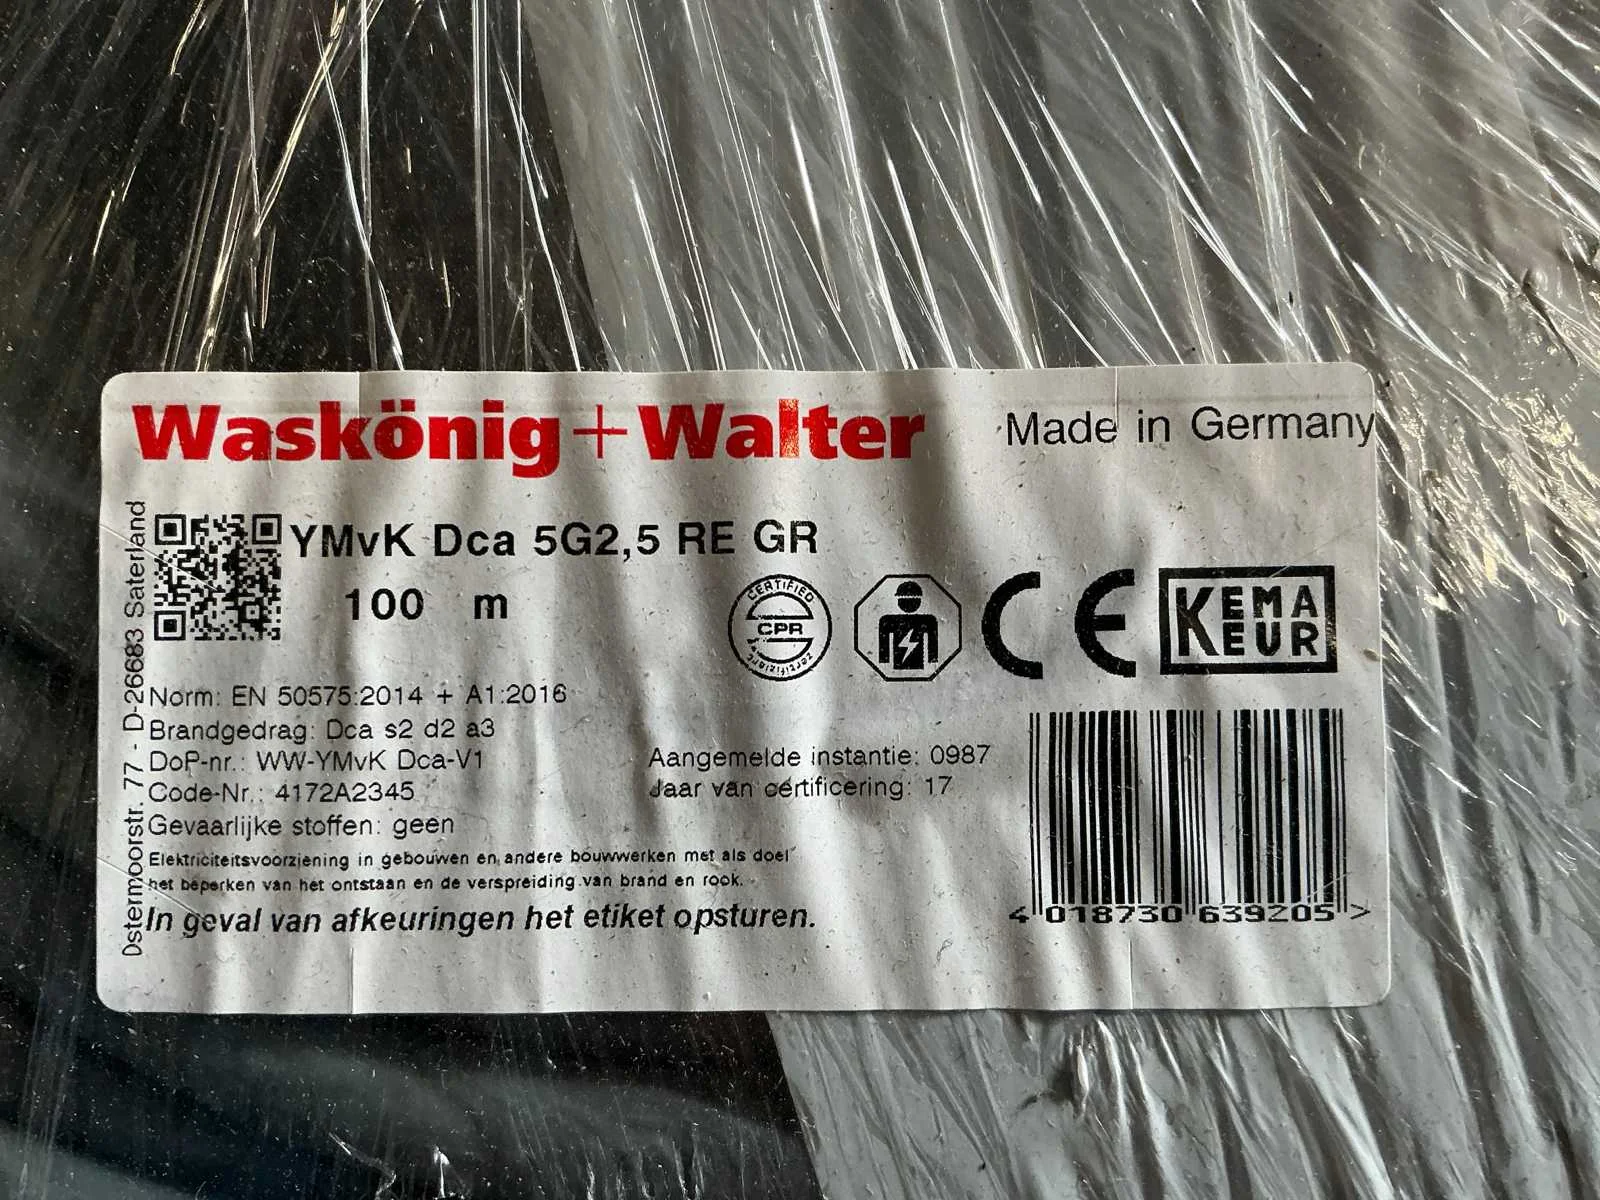 Waskönig+Walter
Made in Germany
YMvK Dca 5G2,5 RE GR
100 m
CERTIFIED
CPR
zertifiziert
CE
KEMA
KEUR
Norm: EN 50575:2014 + A1:2016
Brandgedrag: Dca s2 d2 a3
DoP-nr.: WW-YMvK Dca-V1
Code-Nr.: 4172A2345
Gevaarlijke stoffen: geen
Aangemelde instantie: 0987
Jaar van certificering: 17
Elektriciteitsvoorziening in gebouwen en andere bouwwerken met als doel
het beperken van het ontstaan en de verspreiding van brand en rook.
In geval van afkeuringen het etiket opsturen.
4 018730 639205 >
Ostermoorstr. 77 - D-26683 Saterland